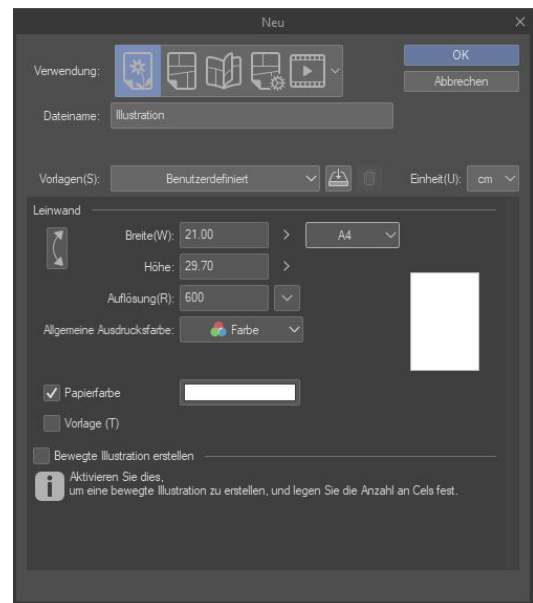 Neu
Verwendung:
OK
Abbrechen
Dateiname: Illustration
Vorlagen(S): Benutzerdefiniert Einheit(U): cm
Leinwand
Breite(W): 21.00 > A4
Höhe: 29.70 >
Auflösung(R): 600
Allgemeine Ausdrucksfarbe: Farbe
Papierfarbe
Vorlage (T)
Bewegte Illustration erstellen
Aktivieren Sie dies,
um eine bewegte Illustration zu erstellen, und legen Sie die Anzahl an Cels fest.